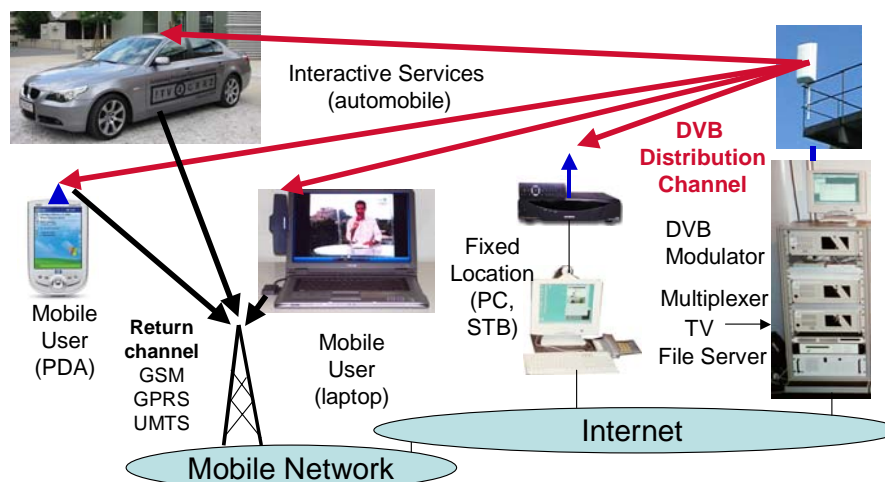 Interactive Services
(automobile)
DVB
Distribution
Channel
Fixed
Location
(PC,
STB)
DVB
Modulator
Multiplexer
TV
File Server
Mobile
User
(PDA)
Return
channel
GSM
GPRS
UMTS
Mobile
User
(laptop)
Internet
Mobile Network